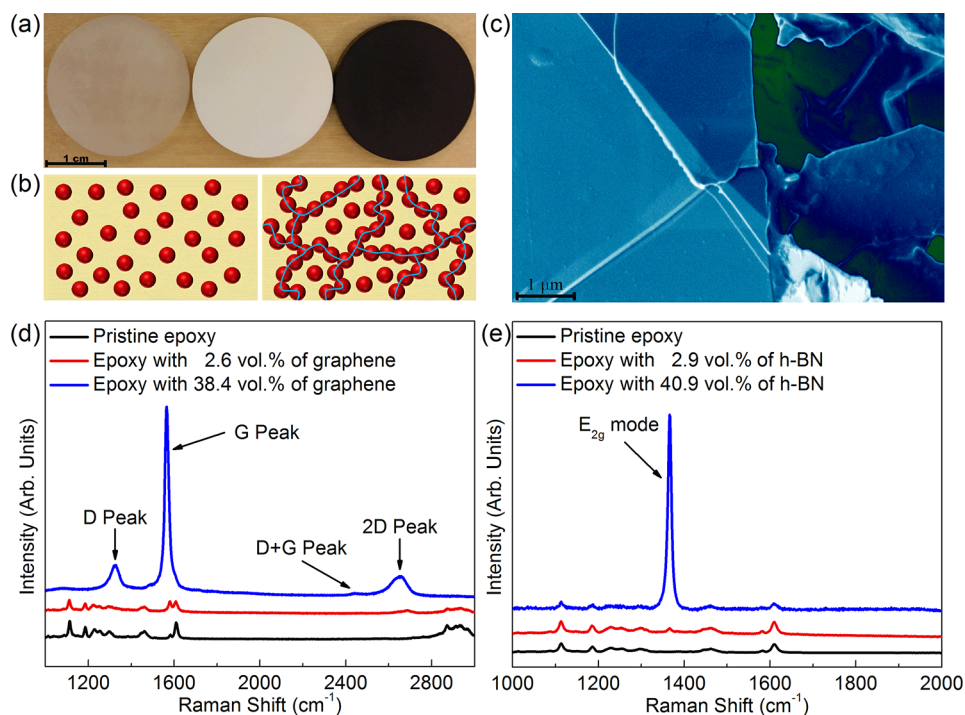 (a)
1 cm
(b)
(c)
1 µm
(d)
Pristine epoxy
Epoxy with 2.6 vol.% of graphene
Epoxy with 38.4 vol.% of graphene
G Peak
D Peak
D+G Peak
2D Peak
Intensity (Arb. Units)
1200 1600 2000 2400 2800
Raman Shift (cm⁻¹)
(e)
Pristine epoxy
Epoxy with 2.9 vol.% of h-BN
Epoxy with 40.9 vol.% of h-BN
E₂g mode
Intensity (Arb. Units)
1000 1200 1400 1600 1800 2000
Raman Shift (cm⁻¹)